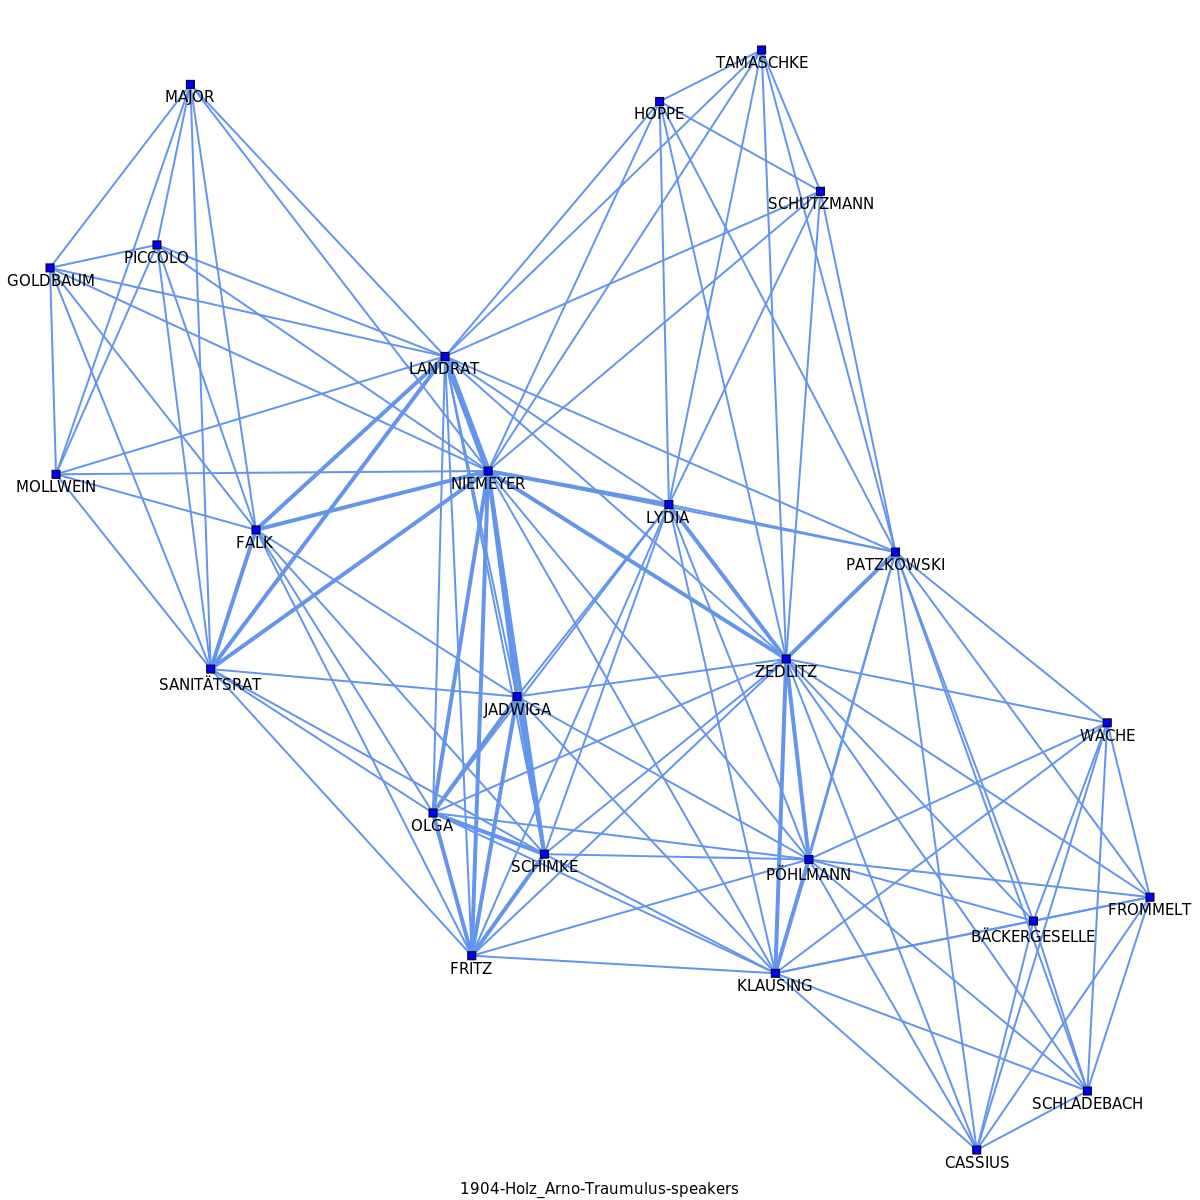 TAMASCHKE
MAJOR
HOPPE
SCHUTZMANN
PICCOLO
GOLDBAUM
LANDRAT
MOLLWEIN
NIEMEYER
LYDIA
FALK
PATZKOWSKI
ZEDLITZ
SANITÄTSRAT
JADWIGA
WACHE
OLGA
SCHIMKE
PÖHLMANN
FROMMELT
BÄCKERGESELLE
FRITZ
KLAUSING
SCHLADEBACH
CASSIUS
1904-Holz_Arno-Traumulus-speakers